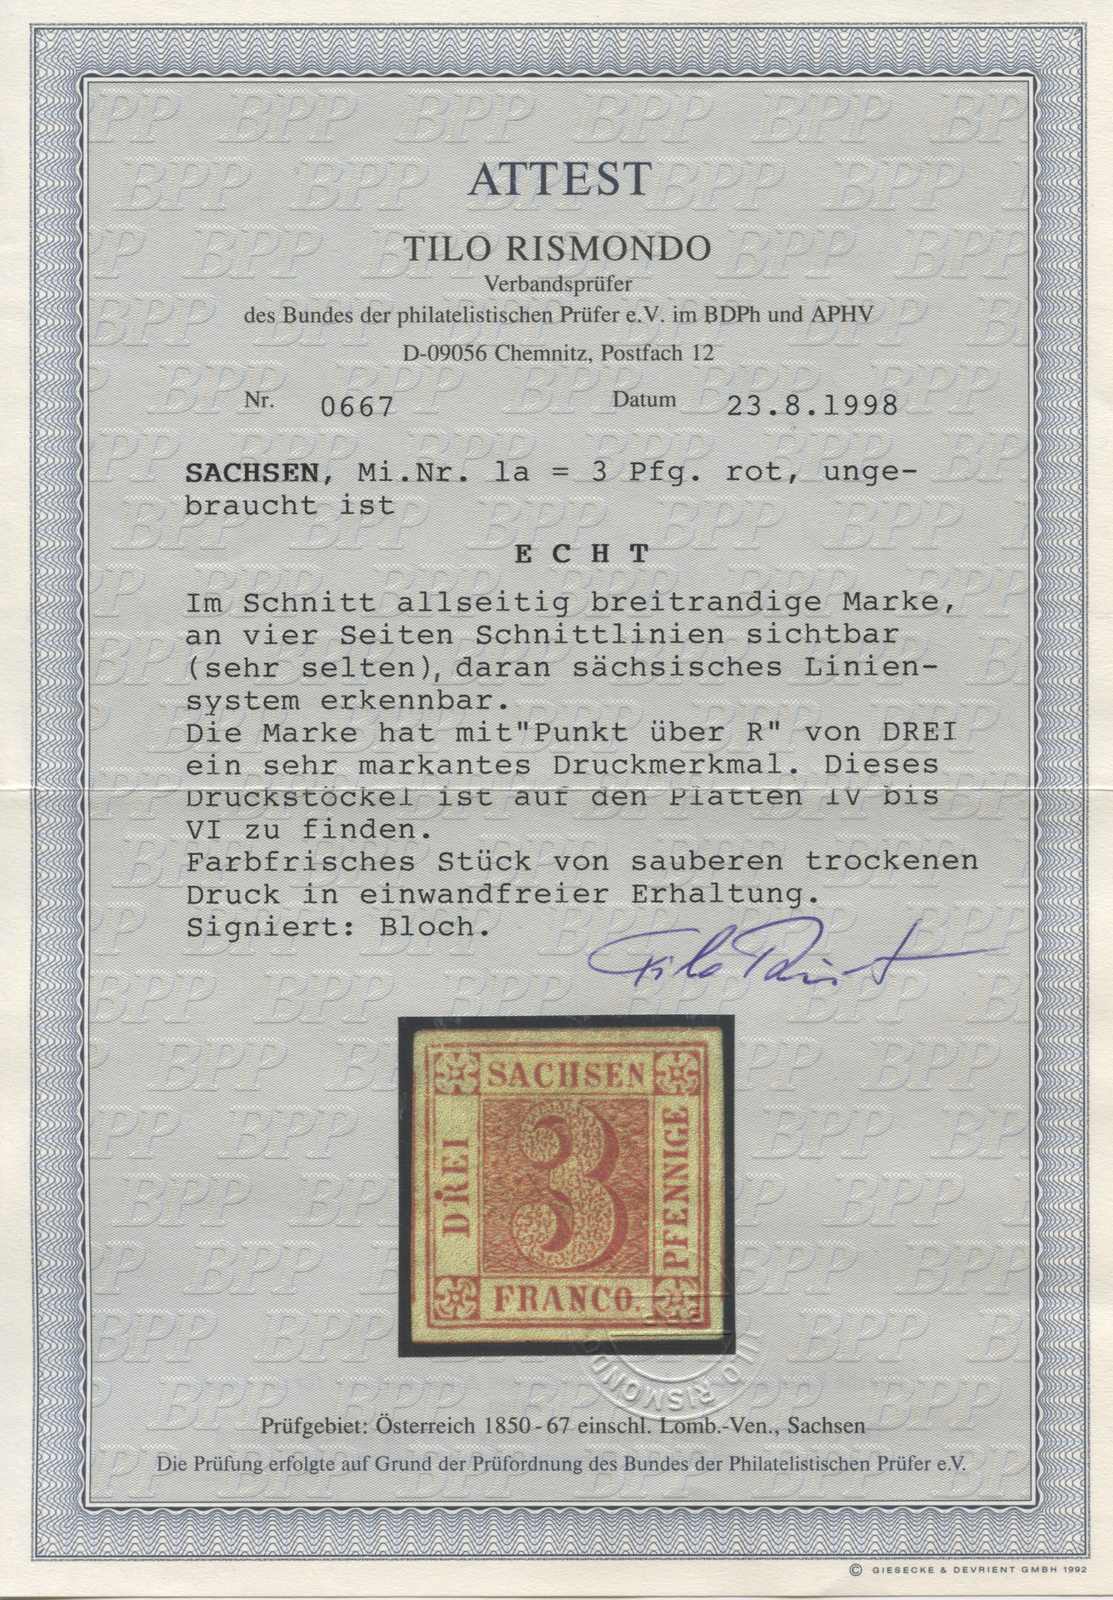 ATTEST
TILO RISMONDO
Verbandsprüfer
des Bundes der philatelistischen Prüfer e.V. im BDPh und APHV
D-09056 Chemnitz, Postfach 12
Nr. 0667 Datum 23.8.1998
SACHSEN, Mi.Nr. 1a = 3 Pfg. rot, unge-
braucht ist
E C H T
Im Schnitt allseitig breitrandige Marke,
an vier Seiten Schnittlinien sichtbar
(sehr selten), daran sächsisches Linien-
system erkennbar.
Die Marke hat mit"Punkt über R" von DREI
ein sehr markantes Druckmerkmal. Dieses
Druckstöckel ist auf den Platten IV bis
VI zu finden.
Farbfrisches Stück von sauberen trockenen
Druck in einwandfreier Erhaltung.
Signiert: Bloch.
SACHSEN
DREI
3
PFENNIGE
FRANCO.
TILO RISMONDO
Prüfgebiet: Österreich 1850-67 einschl. Lomb.-Ven., Sachsen
Die Prüfung erfolgte auf Grund der Prüfordnung des Bundes der Philatelistischen Prüfer e.V.
© GIESECKE & DEVRIENT GMBH 1992